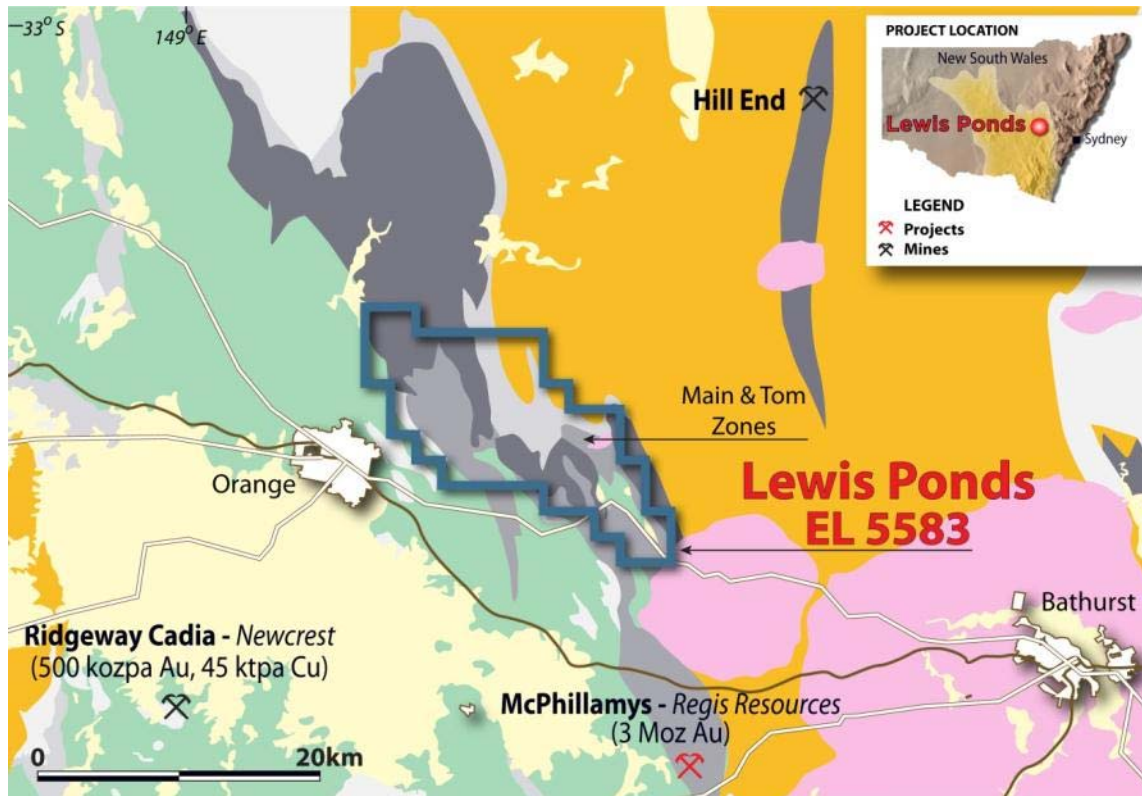 33° S
149° E
Hill End
PROJECT LOCATION
New South Wales
Lewis Ponds
Sydney
LEGEND
Projects
Mines
Main & Tom
Zones
Orange
Lewis Ponds
EL 5583
Bathurst
Ridgeway Cadia - Newcrest
(500 kozpa Au, 45 ktpa Cu)
McPhillamys - Regis Resources
(3 Moz Au)
0 20km